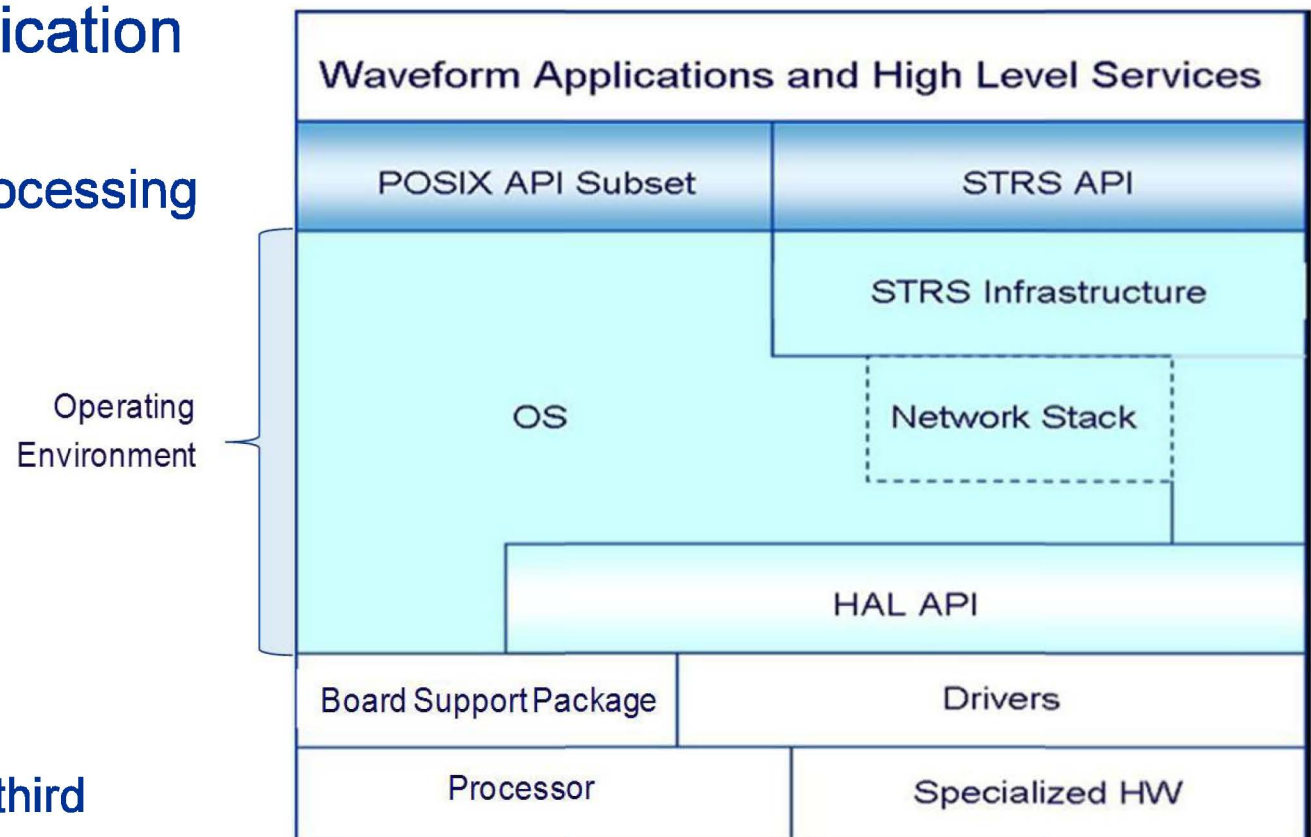 ication
Waveform Applications and High Level Services
ocessing
POSIX API Subset
STRS API
STRS Infrastructure
Operating
Environment
OS
Network Stack
HAL API
Board Support Package
Drivers
third
Processor
Specialized HW